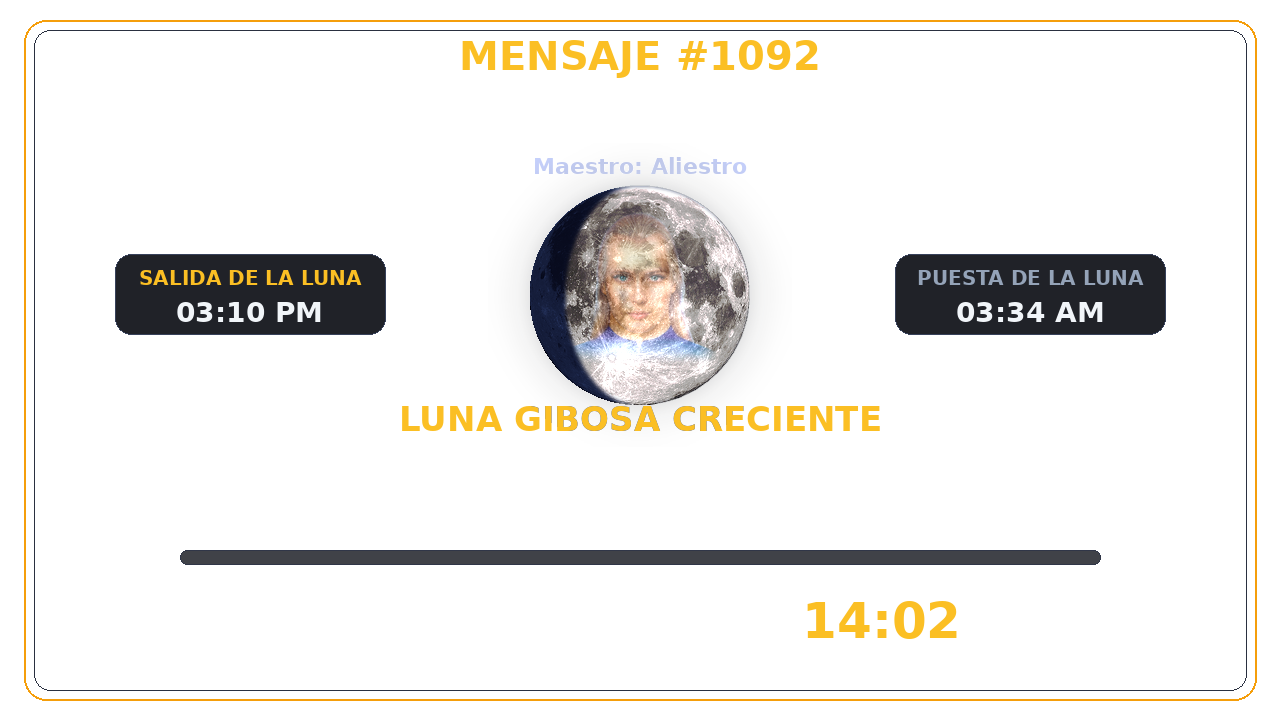 MENSAJE #1092
Maestro: Aliestro
SALIDA DE LA LUNA
03:10 PM
PUESTA DE LA LUNA
03:34 AM
LUNA GIBOSA CRECIENTE
14:02